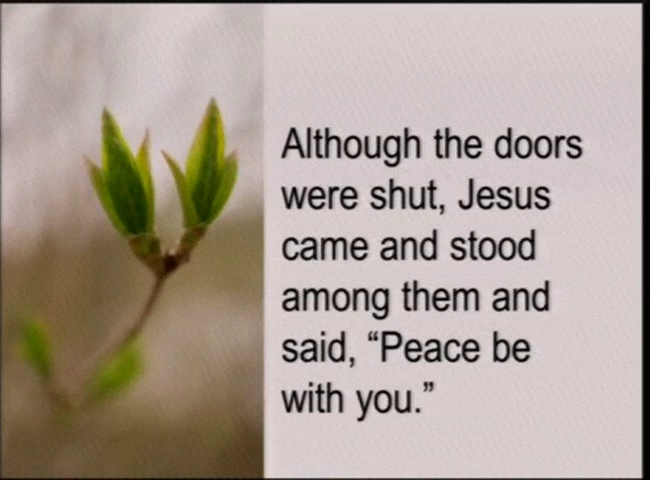 Although the doors
were shut, Jesus
came and stood
among them and
said, “Peace be
with you.”